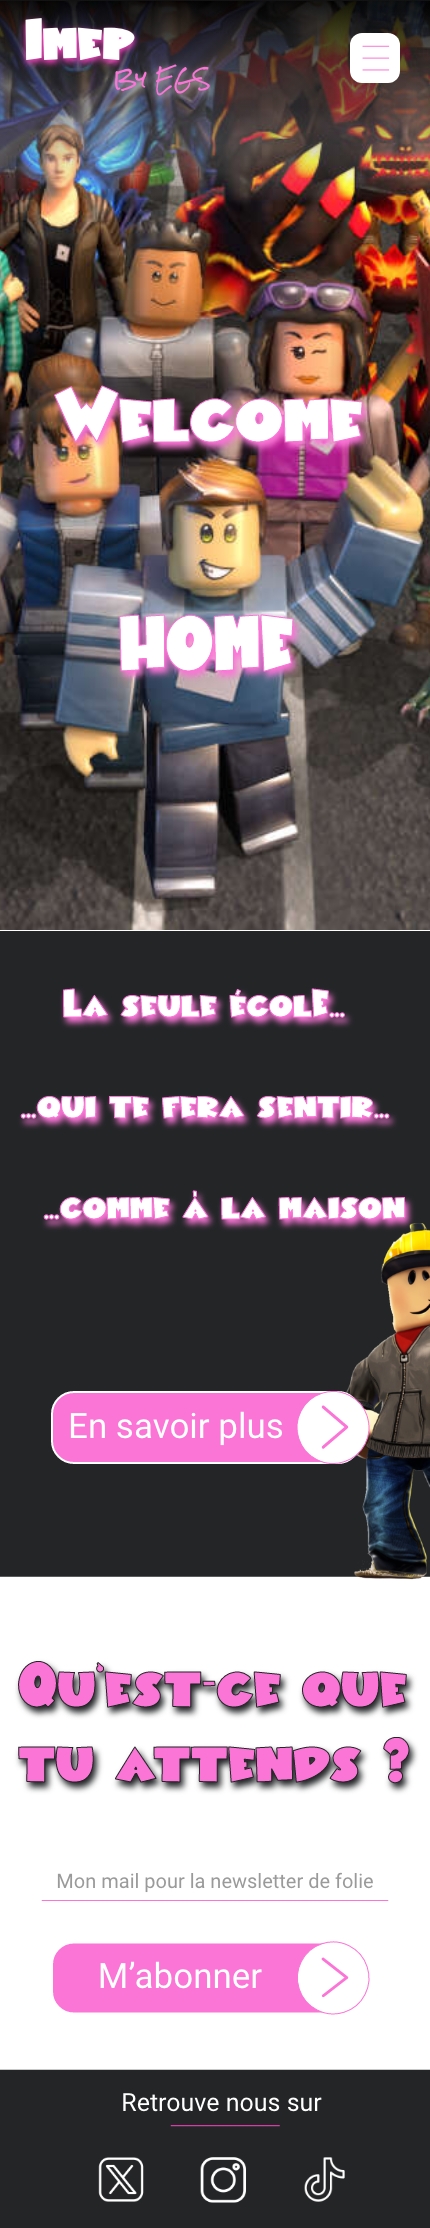 Imep
By EGS
Welcome
HOME
La seule école...
...qui te fera sentir...
...comme à la maison
En savoir plus
Qu'est-ce que
tu attends ?
Mon mail pour la newsletter de folie
M’abonner
Retrouve nous sur